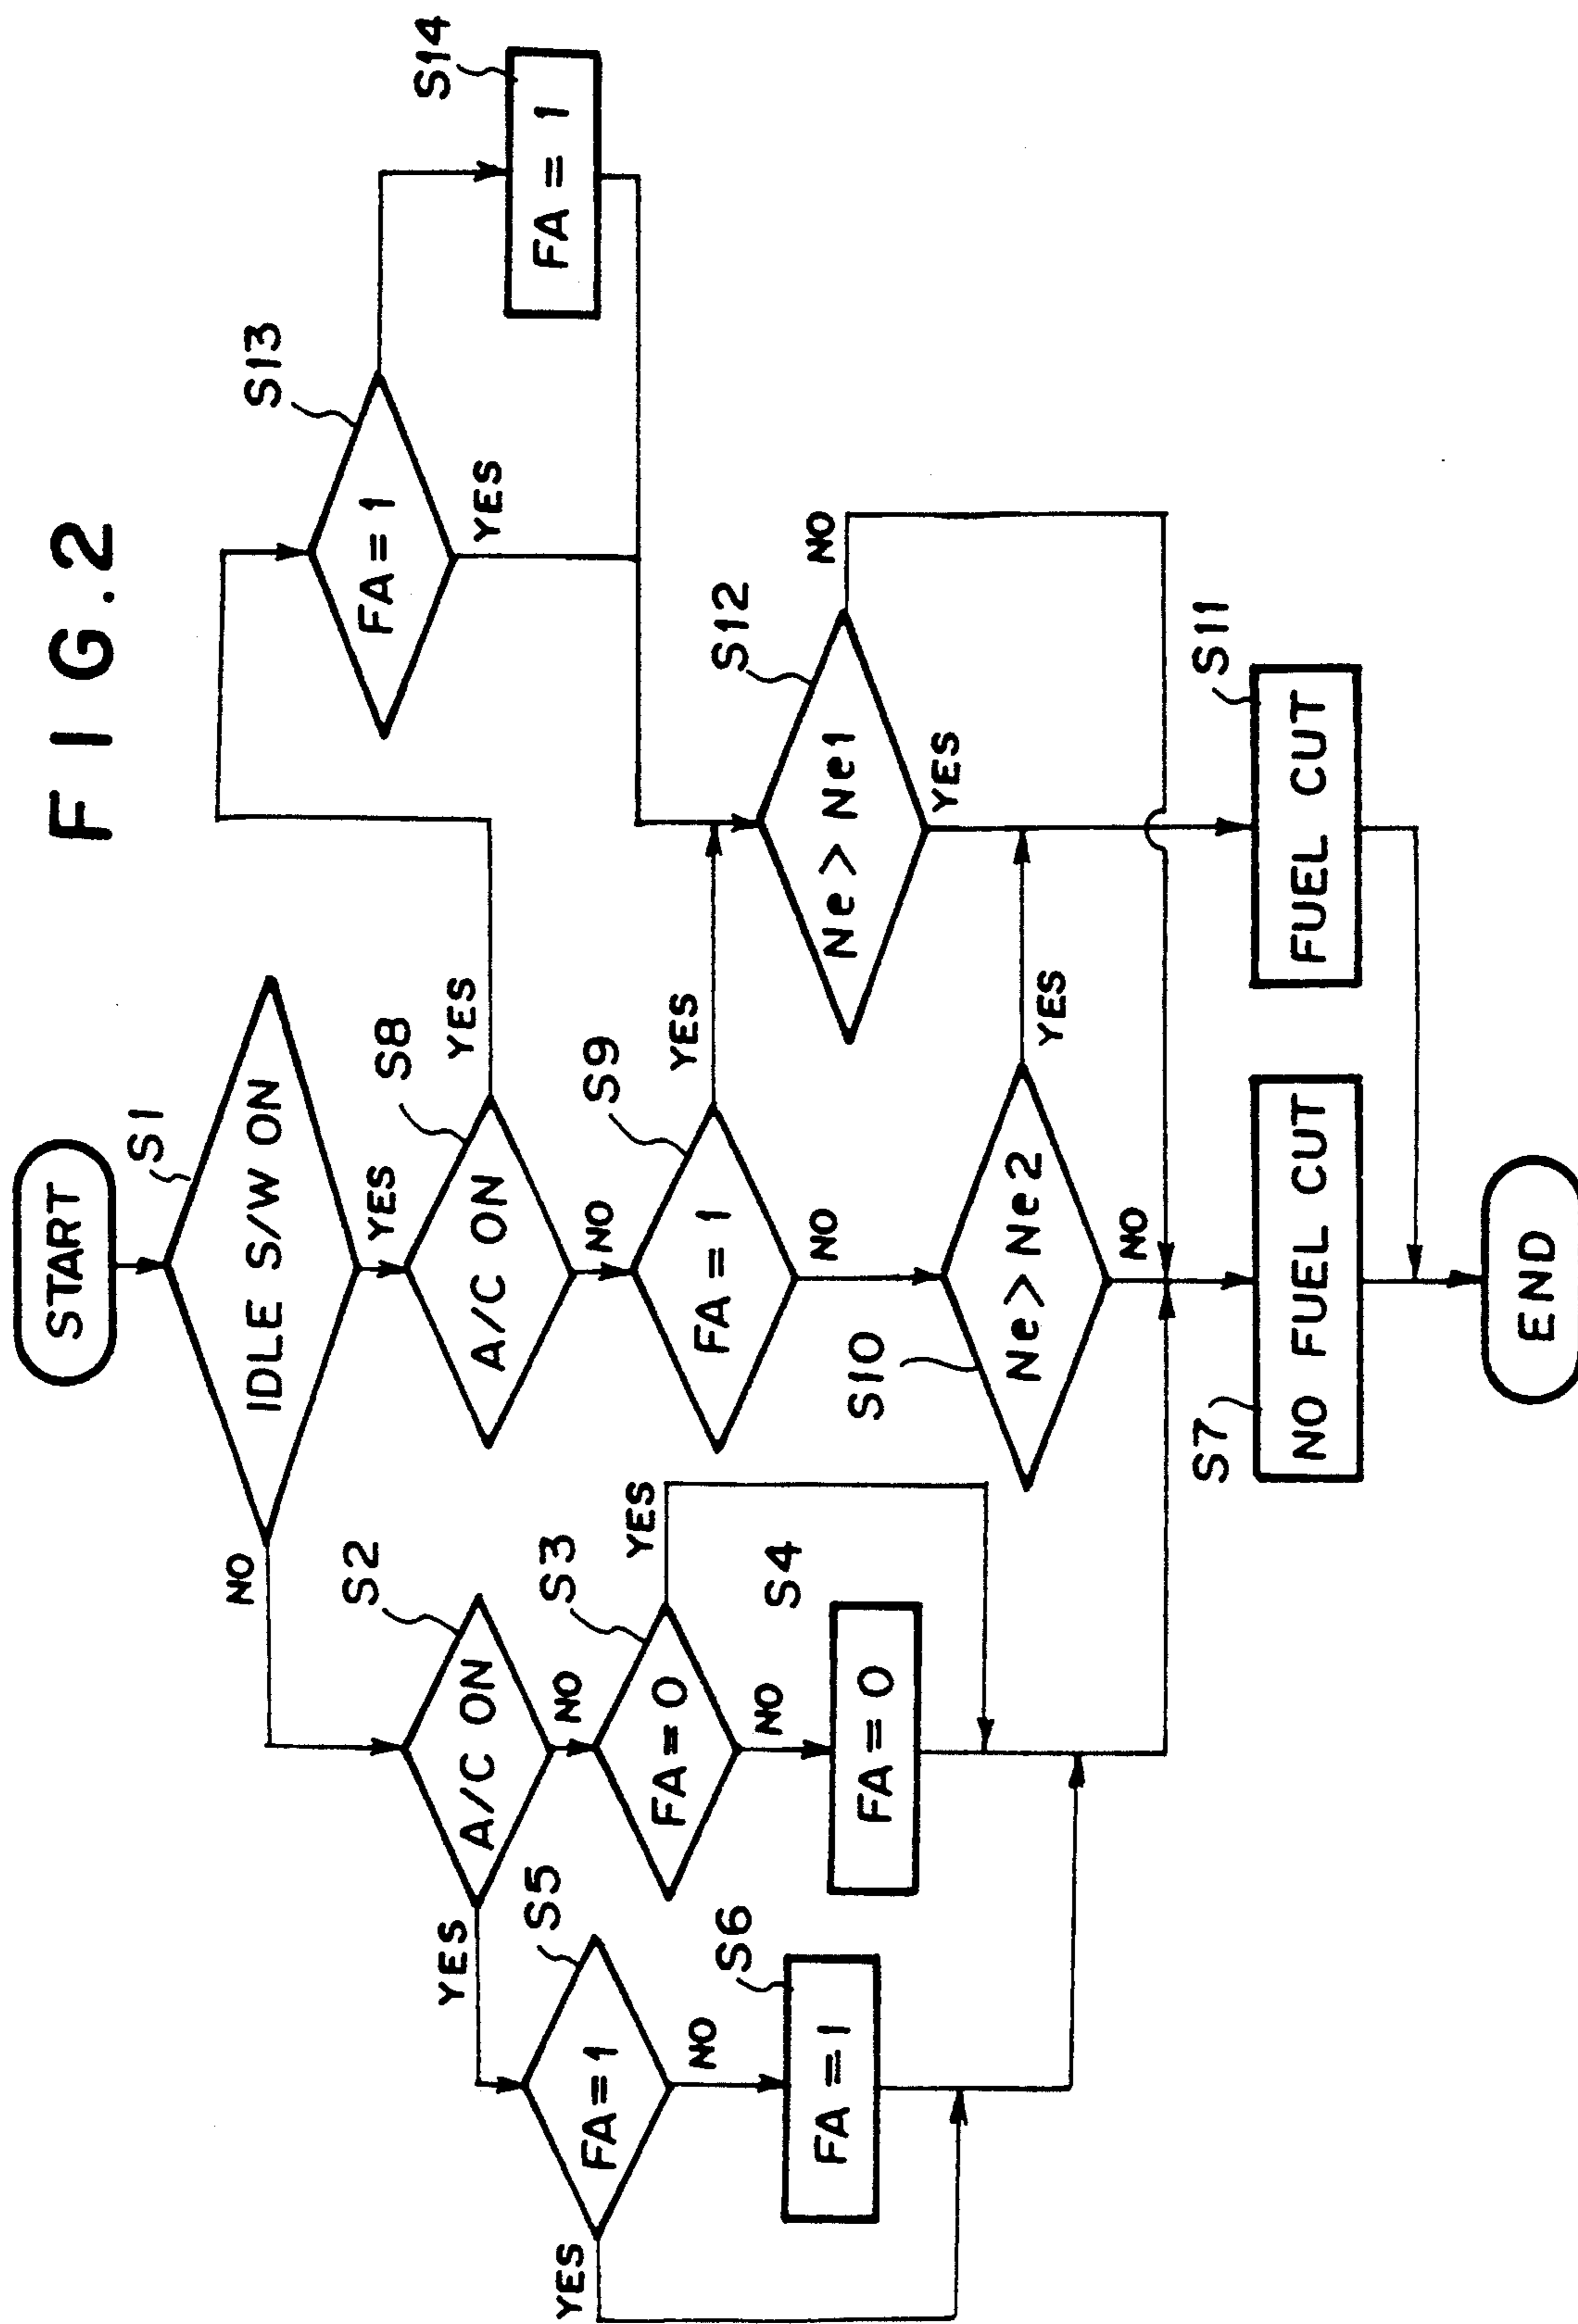 FIG.2
START
S1
IDLE S/W ON
NO
YES
S2
A/C ON
YES
NO
S8
A/C ON
YES
NO
S13
FA=1
YES
S14
FA=1
S5
FA=1
YES
NO
S3
FA=0
YES
NO
S9
FA=1
YES
NO
S6
FA=1
S4
FA=0
S10
Ne>Ne2
YES
NO
S12
Ne>Ne1
NO
YES
S7
NO FUEL CUT
S11
FUEL CUT
END